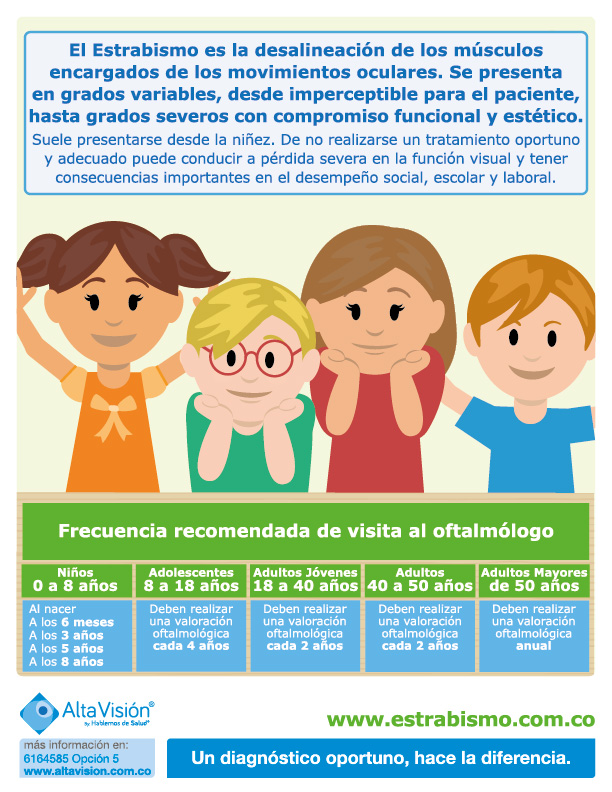 El Estrabismo es la desalineación de los músculos
encargados de los movimientos oculares. Se presenta
en grados variables, desde imperceptible para el paciente,
hasta grados severos con compromiso funcional y estético.
Suele presentarse desde la niñez. De no realizarse un tratamiento oportuno
y adecuado puede conducir a pérdida severa en la función visual y tener
consecuencias importantes en el desempeño social, escolar y laboral.
Frecuencia recomendada de visita al oftalmólogo
Niños
0 a 8 años
Al nacer
A los 6 meses
A los 3 años
A los 5 años
A los 8 años
Adolescentes
8 a 18 años
Deben realizar
una valoración
oftalmológica
cada 4 años
Adultos Jóvenes
18 a 40 años
Deben realizar
una valoración
oftalmológica
cada 2 años
Adultos
40 a 50 años
Deben realizar
una valoración
oftalmológica
cada 2 años
Adultos Mayores
de 50 años
Deben realizar
una valoración
oftalmológica
anual
AltaVisión®
By Hablemos de Salud+
www.estrabismo.com.co
más información en:
6164585 Opción 5
www.altavision.com.co
Un diagnóstico oportuno, hace la diferencia.